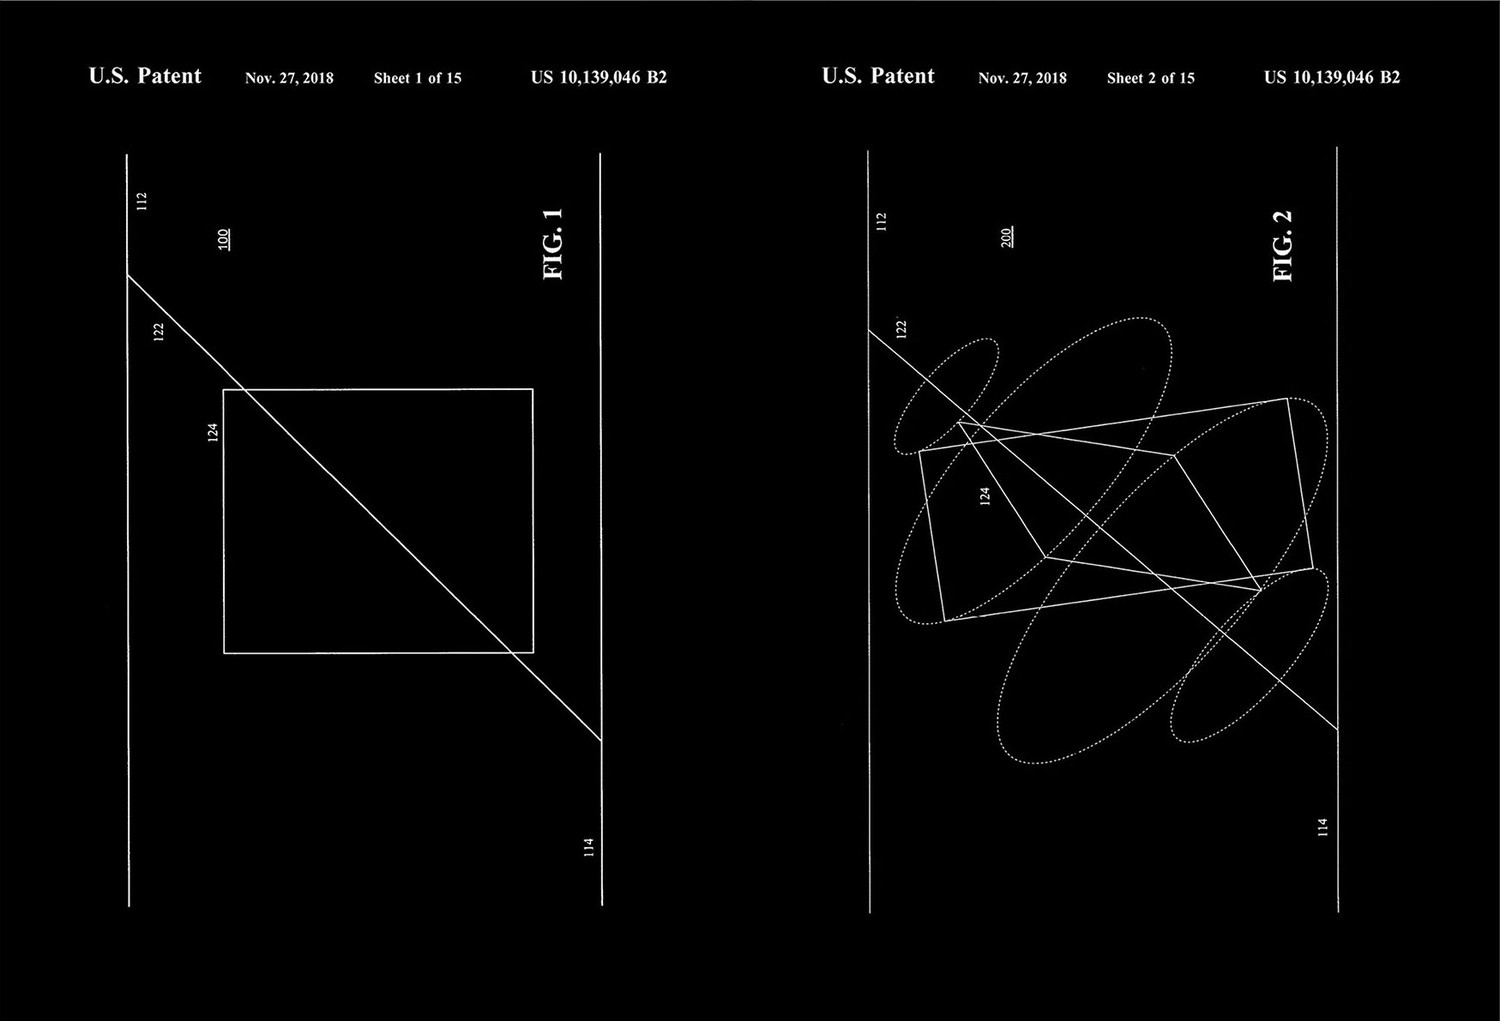 U.S. Patent Nov. 27, 2018 Sheet 1 of 15 US 10,139,046 B2
112
100
FIG. 1
122
124
114
U.S. Patent Nov. 27, 2018 Sheet 2 of 15 US 10,139,046 B2
112
200
FIG. 2
122
124
114